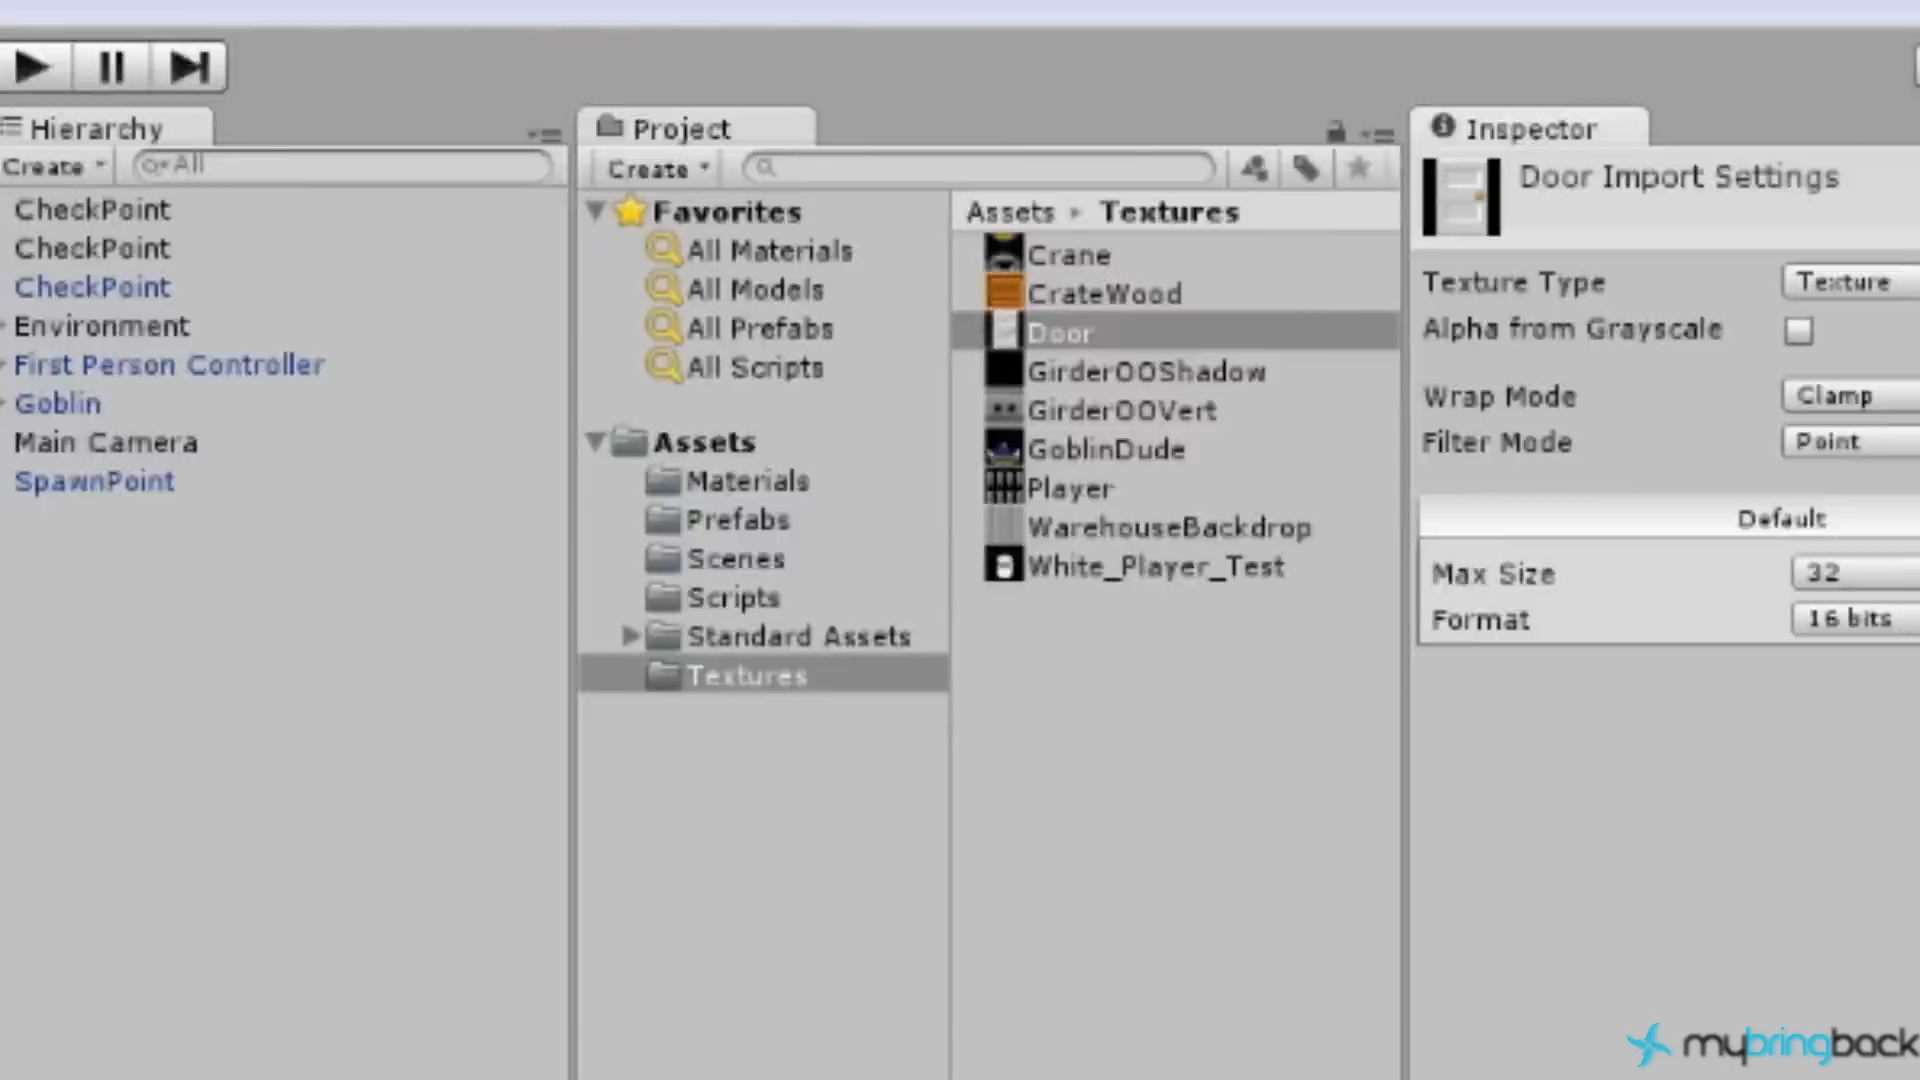 Hierarchy
Create
All
CheckPoint
CheckPoint
CheckPoint
Environment
First Person Controller
Goblin
Main Camera
SpawnPoint
Project
Create
Favorites
All Materials
All Models
All Prefabs
All Scripts
Assets
Materials
Prefabs
Scenes
Scripts
Standard Assets
Textures
Assets Textures
Crane
CrateWood
Door
Girder00Shadow
Girder00Vert
GoblinDude
Player
WarehouseBackdrop
White_Player_Test
Inspector
Door Import Settings
Texture Type Texture
Alpha from Grayscale
Wrap Mode Clamp
Filter Mode Point
Default
Max Size 32
Format 16 bits
mybringback